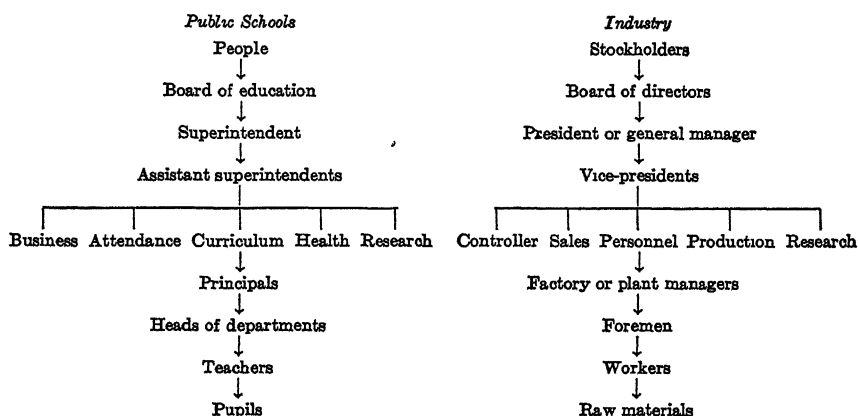 Public Schools
People
Board of education
Superintendent
Assistant superintendents
Business Attendance Curriculum Health Research
Principals
Heads of departments
Teachers
Pupils
Industry
Stockholders
Board of directors
President or general manager
Vice-presidents
Controller Sales Personnel Production Research
Factory or plant managers
Foremen
Workers
Raw materials